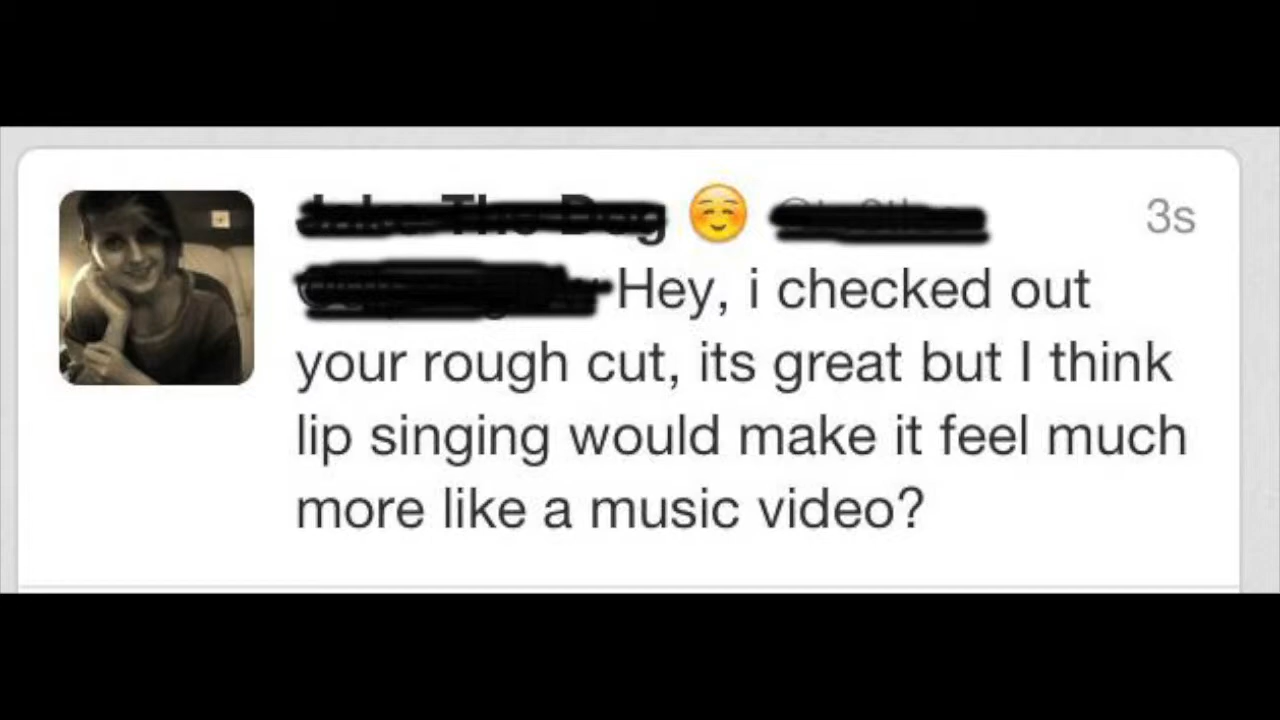 ☺️ 3s
Hey, i checked out
your rough cut, its great but I think
lip singing would make it feel much
more like a music video?